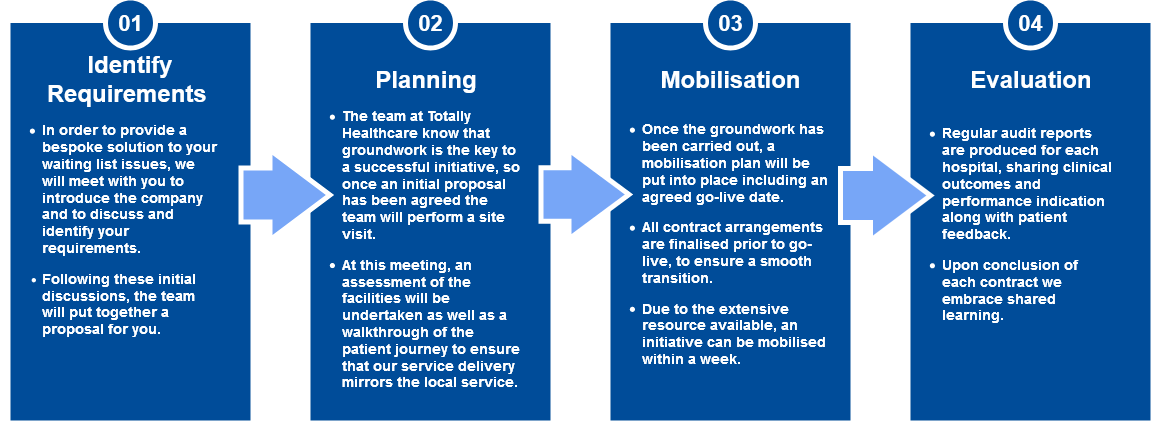 01
Identify
Requirements
• In order to provide a
bespoke solution to your
waiting list issues, we
will meet with you to
introduce the company
and to discuss and
identify your
requirements.
• Following these initial
discussions, the team
will put together a
proposal for you.
02
Planning
• The team at Totally
Healthcare know that
groundwork is the key to
a successful initiative, so
once an initial proposal
has been agreed the
team will perform a site
visit.
• At this meeting, an
assessment of the
facilities will be
undertaken as well as a
walkthrough of the
patient journey to ensure
that our service delivery
mirrors the local service.
03
Mobilisation
• Once the groundwork has
been carried out, a
mobilisation plan will be
put into place including an
agreed go-live date.
• All contract arrangements
are finalised prior to go-
live, to ensure a smooth
transition.
• Due to the extensive
resource available, an
initiative can be mobilised
within a week.
04
Evaluation
• Regular audit reports
are produced for each
hospital, sharing clinical
outcomes and
performance indication
along with patient
feedback.
• Upon conclusion of
each contract we
embrace shared
learning.